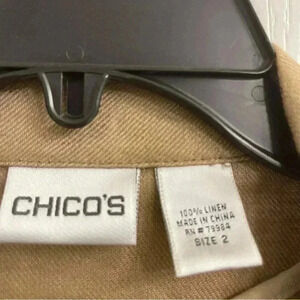 CHICO'S
100% LINEN
MADE IN CHINA
RN # 79984
SIZE 2